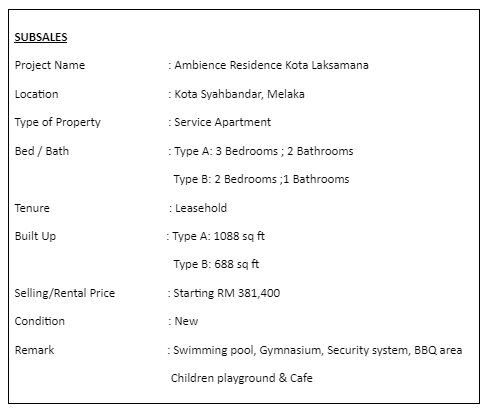 SUBSALES
Project Name : Ambience Residence Kota Laksamana
Location : Kota Syahbandar, Melaka
Type of Property : Service Apartment
Bed / Bath : Type A: 3 Bedrooms ; 2 Bathrooms
Type B: 2 Bedrooms ;1 Bathrooms
Tenure : Leasehold
Built Up : Type A: 1088 sq ft
Type B: 688 sq ft
Selling/Rental Price : Starting RM 381,400
Condition : New
Remark : Swimming pool, Gymnasium, Security system, BBQ area
Children playground & Cafe